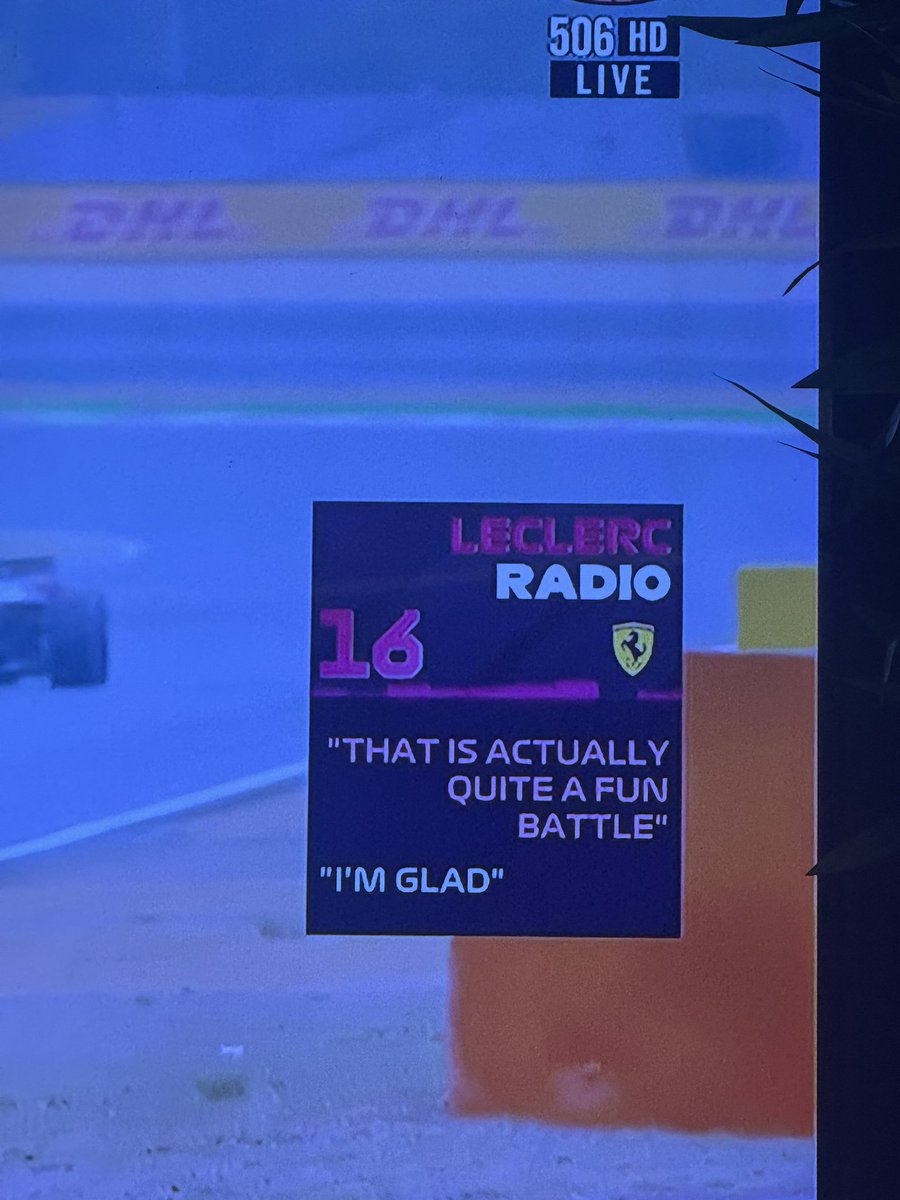 506 HD
LIVE
DHL DHL DHL
LECLERC
RADIO
16
"THAT IS ACTUALLY
QUITE A FUN
BATTLE"
"I'M GLAD"